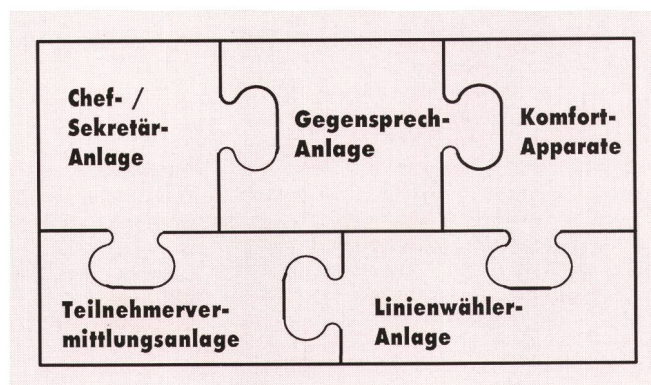 Chef- /
Sekretär-
Anlage
Gegensprech-
Anlage
Komfort-
Apparate
Teilnehmerver-
mittlungsanlage
Linienwähler-
Anlage